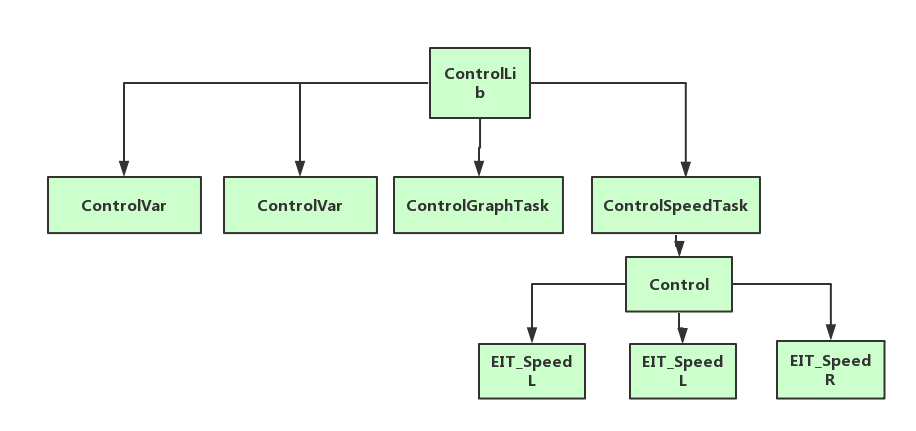 ControlLi
b
ControlVar
ControlVar
ControlGraphTask
ControlSpeedTask
Control
EIT_Speed
L
EIT_Speed
L
EIT_Speed
R